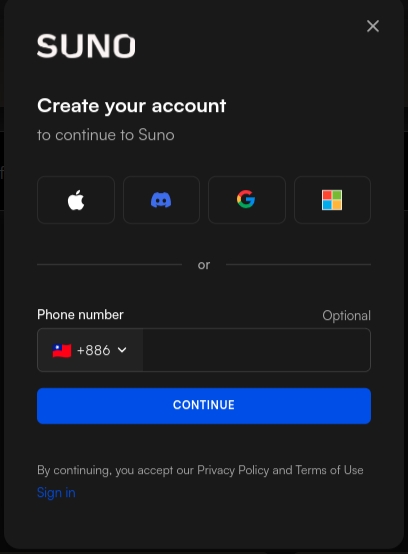 SUNO
Create your account
to continue to Suno
or
Phone number Optional
+886
CONTINUE
By continuing, you accept our Privacy Policy and Terms of Use
Sign in